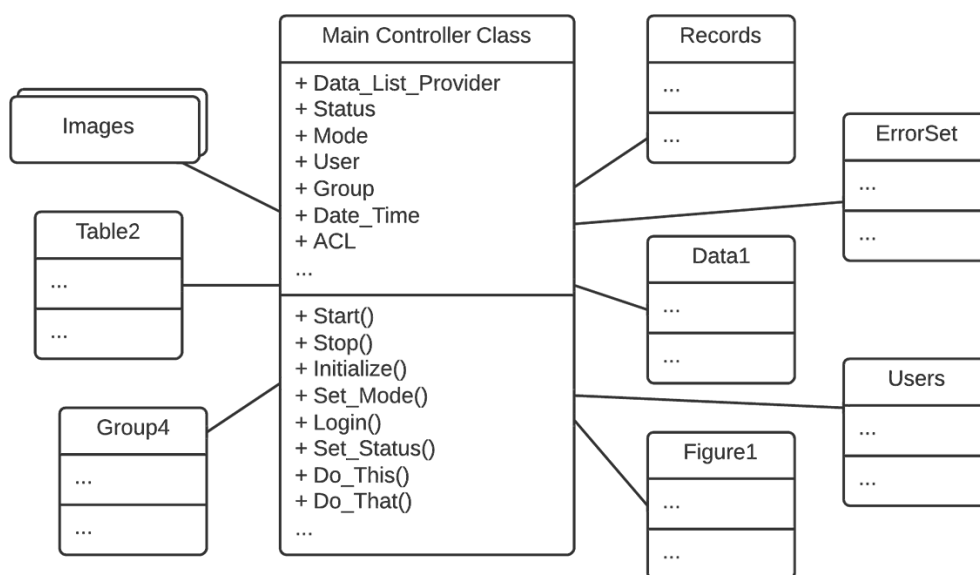 Main Controller Class
+ Data_List_Provider
+ Status
+ Mode
+ User
+ Group
+ Date_Time
+ ACL
...
+ Start()
+ Stop()
+ Initialize()
+ Set_Mode()
+ Login()
+ Set_Status()
+ Do_This()
+ Do_That()
...
Images
Table2
...
...
Group4
...
...
Records
...
...
ErrorSet
...
...
Data1
...
...
Users
...
...
Figure1
...
...